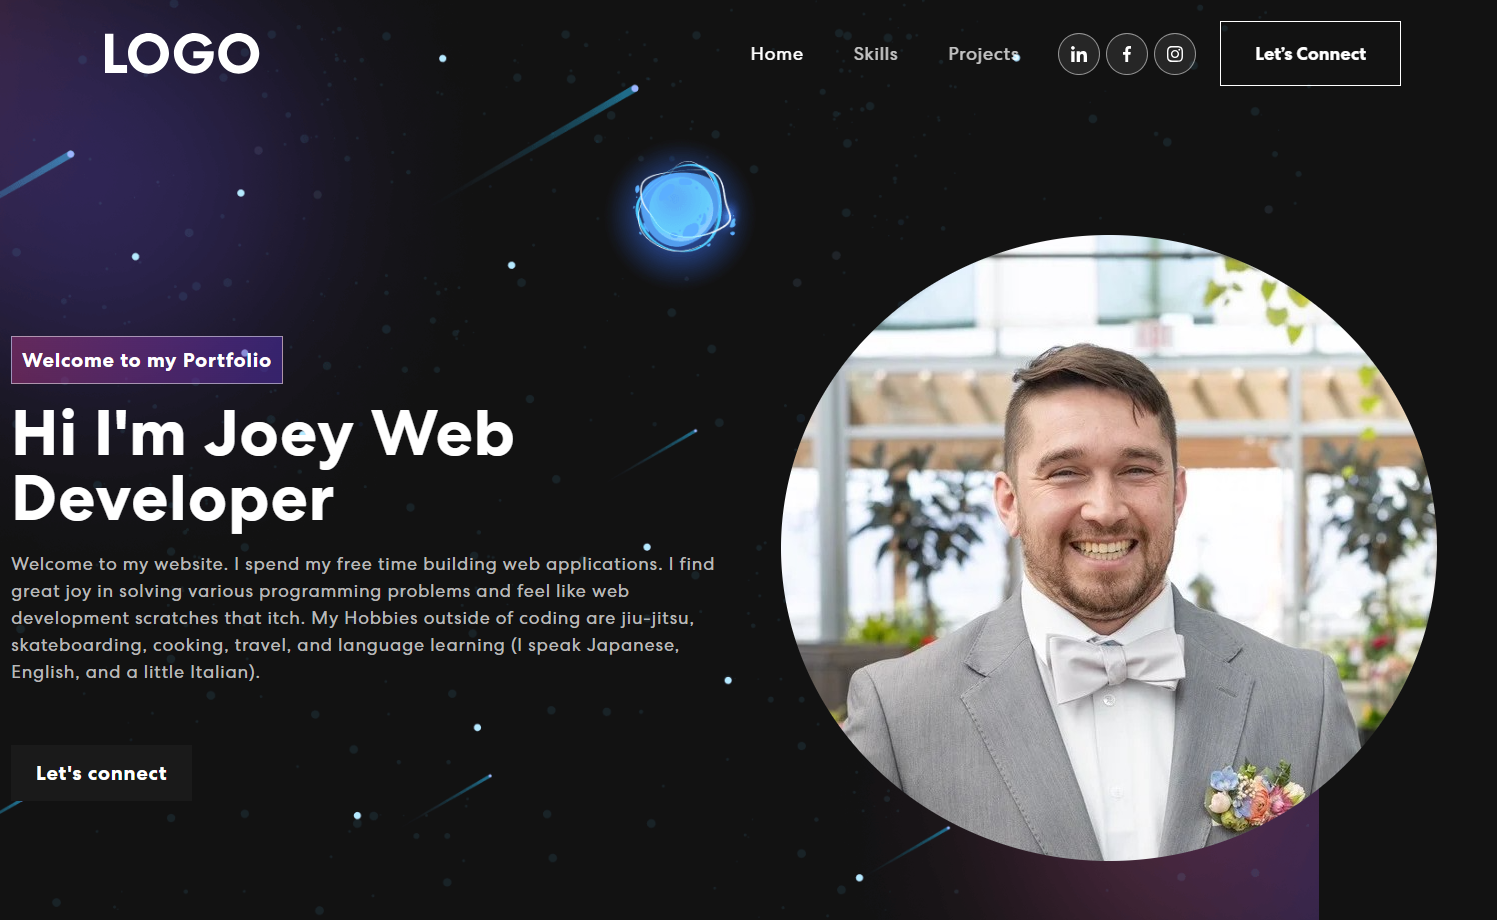 LOGO
Home Skills Projects in f Let's Connect
Welcome to my Portfolio
Hi I'm Joey Web
Developer
Welcome to my website. I spend my free time building web applications. I find
great joy in solving various programming problems and feel like web
development scratches that itch. My Hobbies outside of coding are jiu-jitsu,
skateboarding, cooking, travel, and language learning (I speak Japanese,
English, and a little Italian).
Let's connect